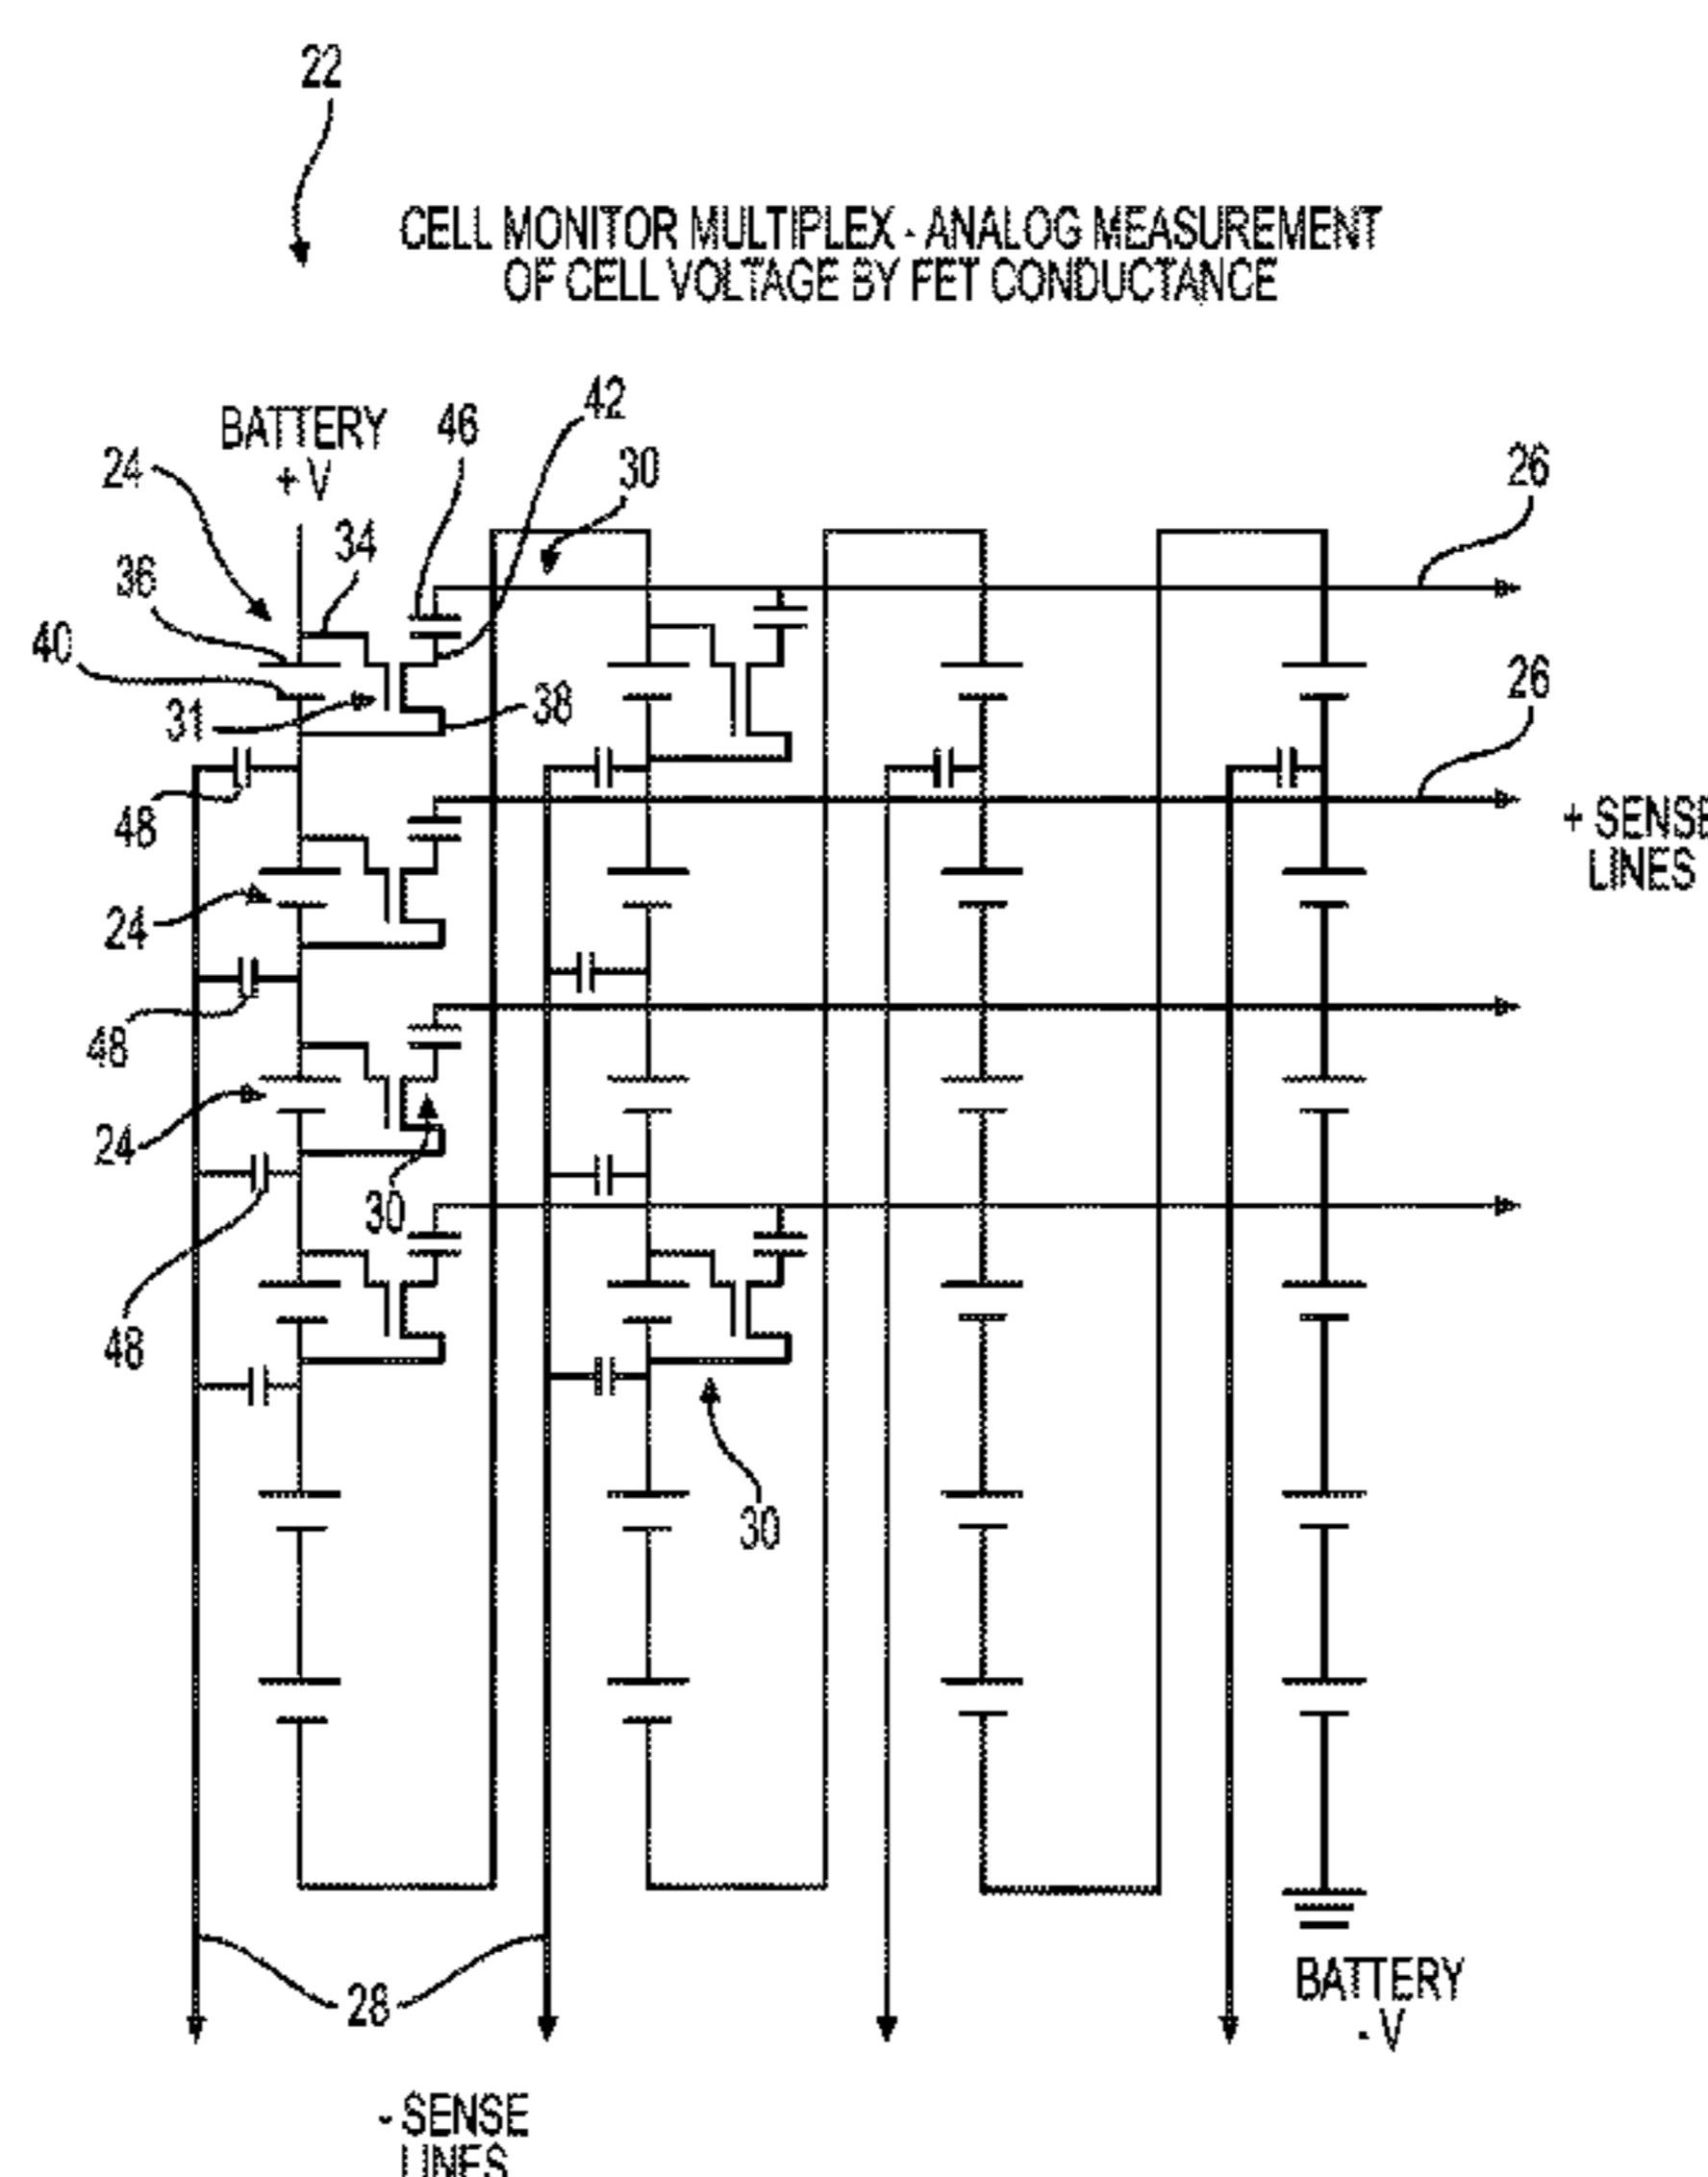 22
CELL MONITOR MULTIPLEX - ANALOG MEASUREMENT
OF CELL VOLTAGE BY FET CONDUCTANCE
42
BATTERY
+ V
46
24
30
26
34
36
40
31
38
26
48
+ SENSE
LINES
24
48
24
30
48
30
28
BATTERY
- V
- SENSE
LINES